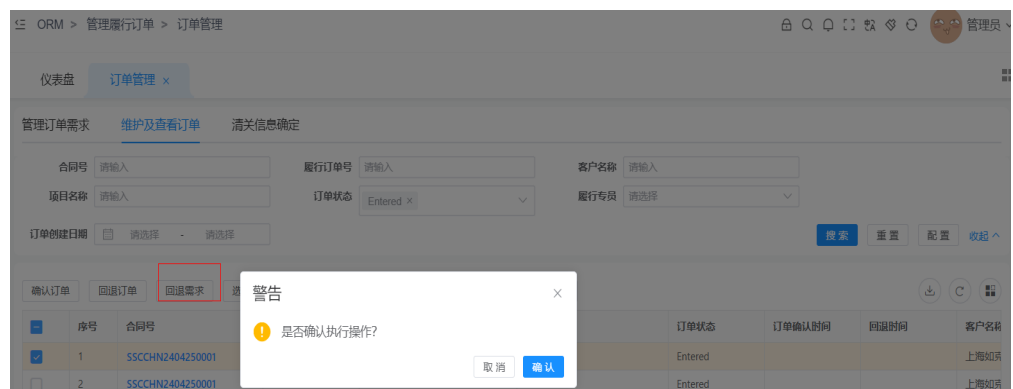 ORM > 管理履行订单 > 订单管理
管理员
仪表盘 订单管理 ×
管理订单需求 维护及查看订单 清关信息确定
合同号 请输入 履行订单号 请输入 客户名称 请输入
项目名称 请输入 订单状态 Entered × 履行专员 请选择
订单创建日期 请选择 - 请选择 搜索 重置 配置 收起
确认订单 回退订单 回退需求 选
警告
是否确认执行操作?
取消 确认
序号 合同号 订单状态 订单确认时间 回退时间 客户名称
1 SSCCHN2404250001 Entered 上海如壳
2 SSCCHN2404250001 Entered 上海如壳